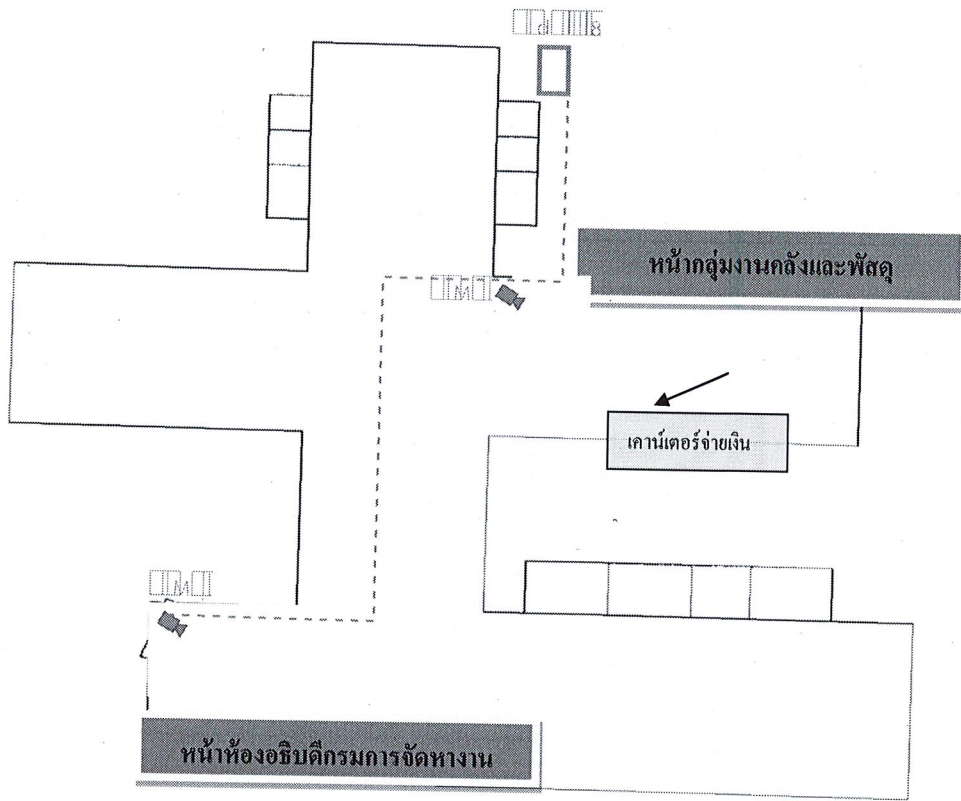 หน้ากลุ่มงานคลังและพัสดุ
เคาน์เตอร์จ่ายเงิน
หน้าห้องอธิบดีกรมการจัดหางาน